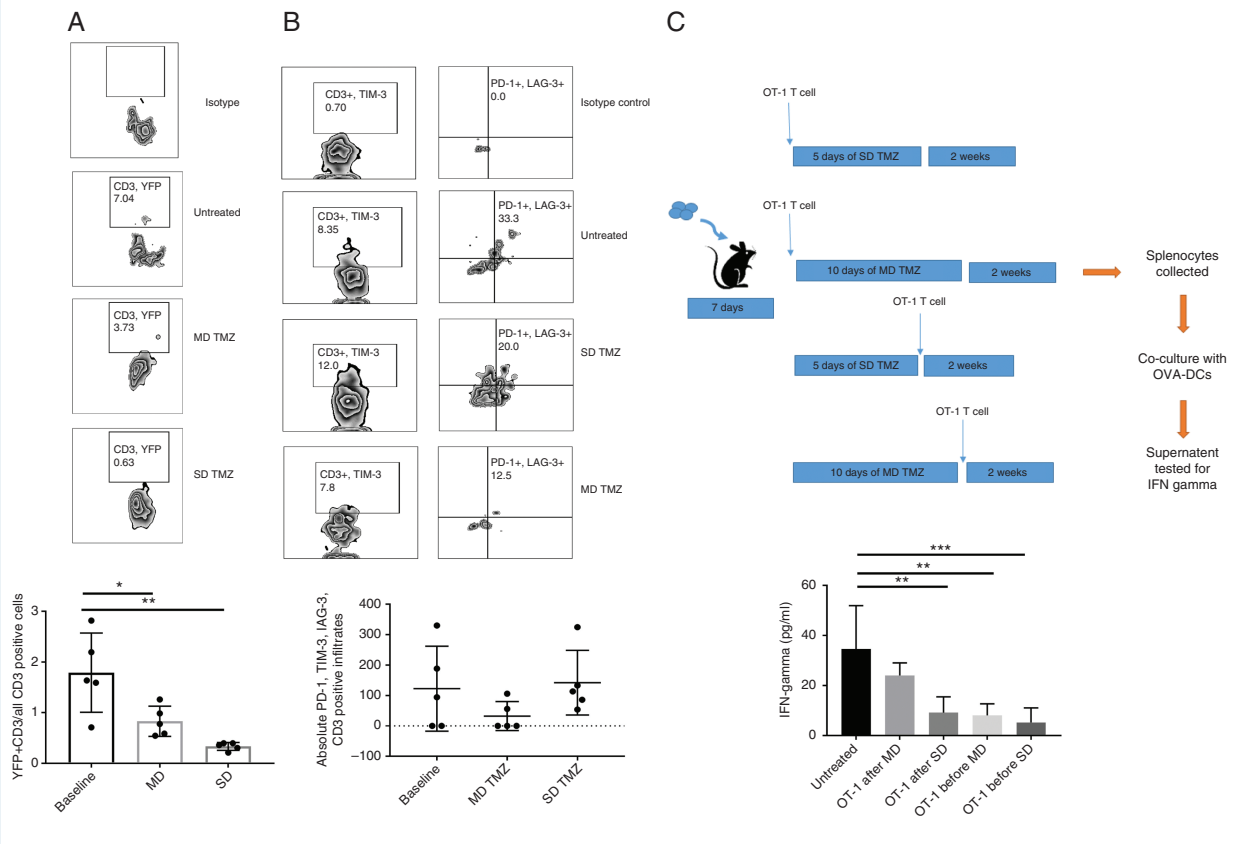 A
Isotype
CD3, YFP
7.04
Untreated
CD3, YFP
3.73
MD TMZ
CD3, YFP
0.63
SD TMZ
*
**
YFP+CD3/all CD3 positive cells
3
2
1
0
Baseline
MD
SD
B
CD3+, TIM-3
0.70
PD-1+, LAG-3+
0.0
Isotype control
CD3+, TIM-3
8.35
PD-1+, LAG-3+
33.3
Untreated
CD3+, TIM-3
12.0
PD-1+, LAG-3+
20.0
SD TMZ
CD3+, TIM-3
7.8
PD-1+, LAG-3+
12.5
MD TMZ
Absolute PD-1, TIM-3, lAG-3,
CD3 positive infiltrates
400
300
200
100
0
−100
Baseline
MD TMZ
SD TMZ
C
OT-1 T cell
5 days of SD TMZ
2 weeks
OT-1 T cell
10 days of MD TMZ
2 weeks
7 days
OT-1 T cell
5 days of SD TMZ
2 weeks
OT-1 T cell
10 days of MD TMZ
2 weeks
Splenocytes
collected
Co-culture with
OVA-DCs
Supernatent
tested for
IFN gamma
***
**
**
IFN-gamma (pg/ml)
60
40
20
0
Untreated
OT-1 after MD
OT-1 after SD
OT-1 before MD
OT-1 before SD